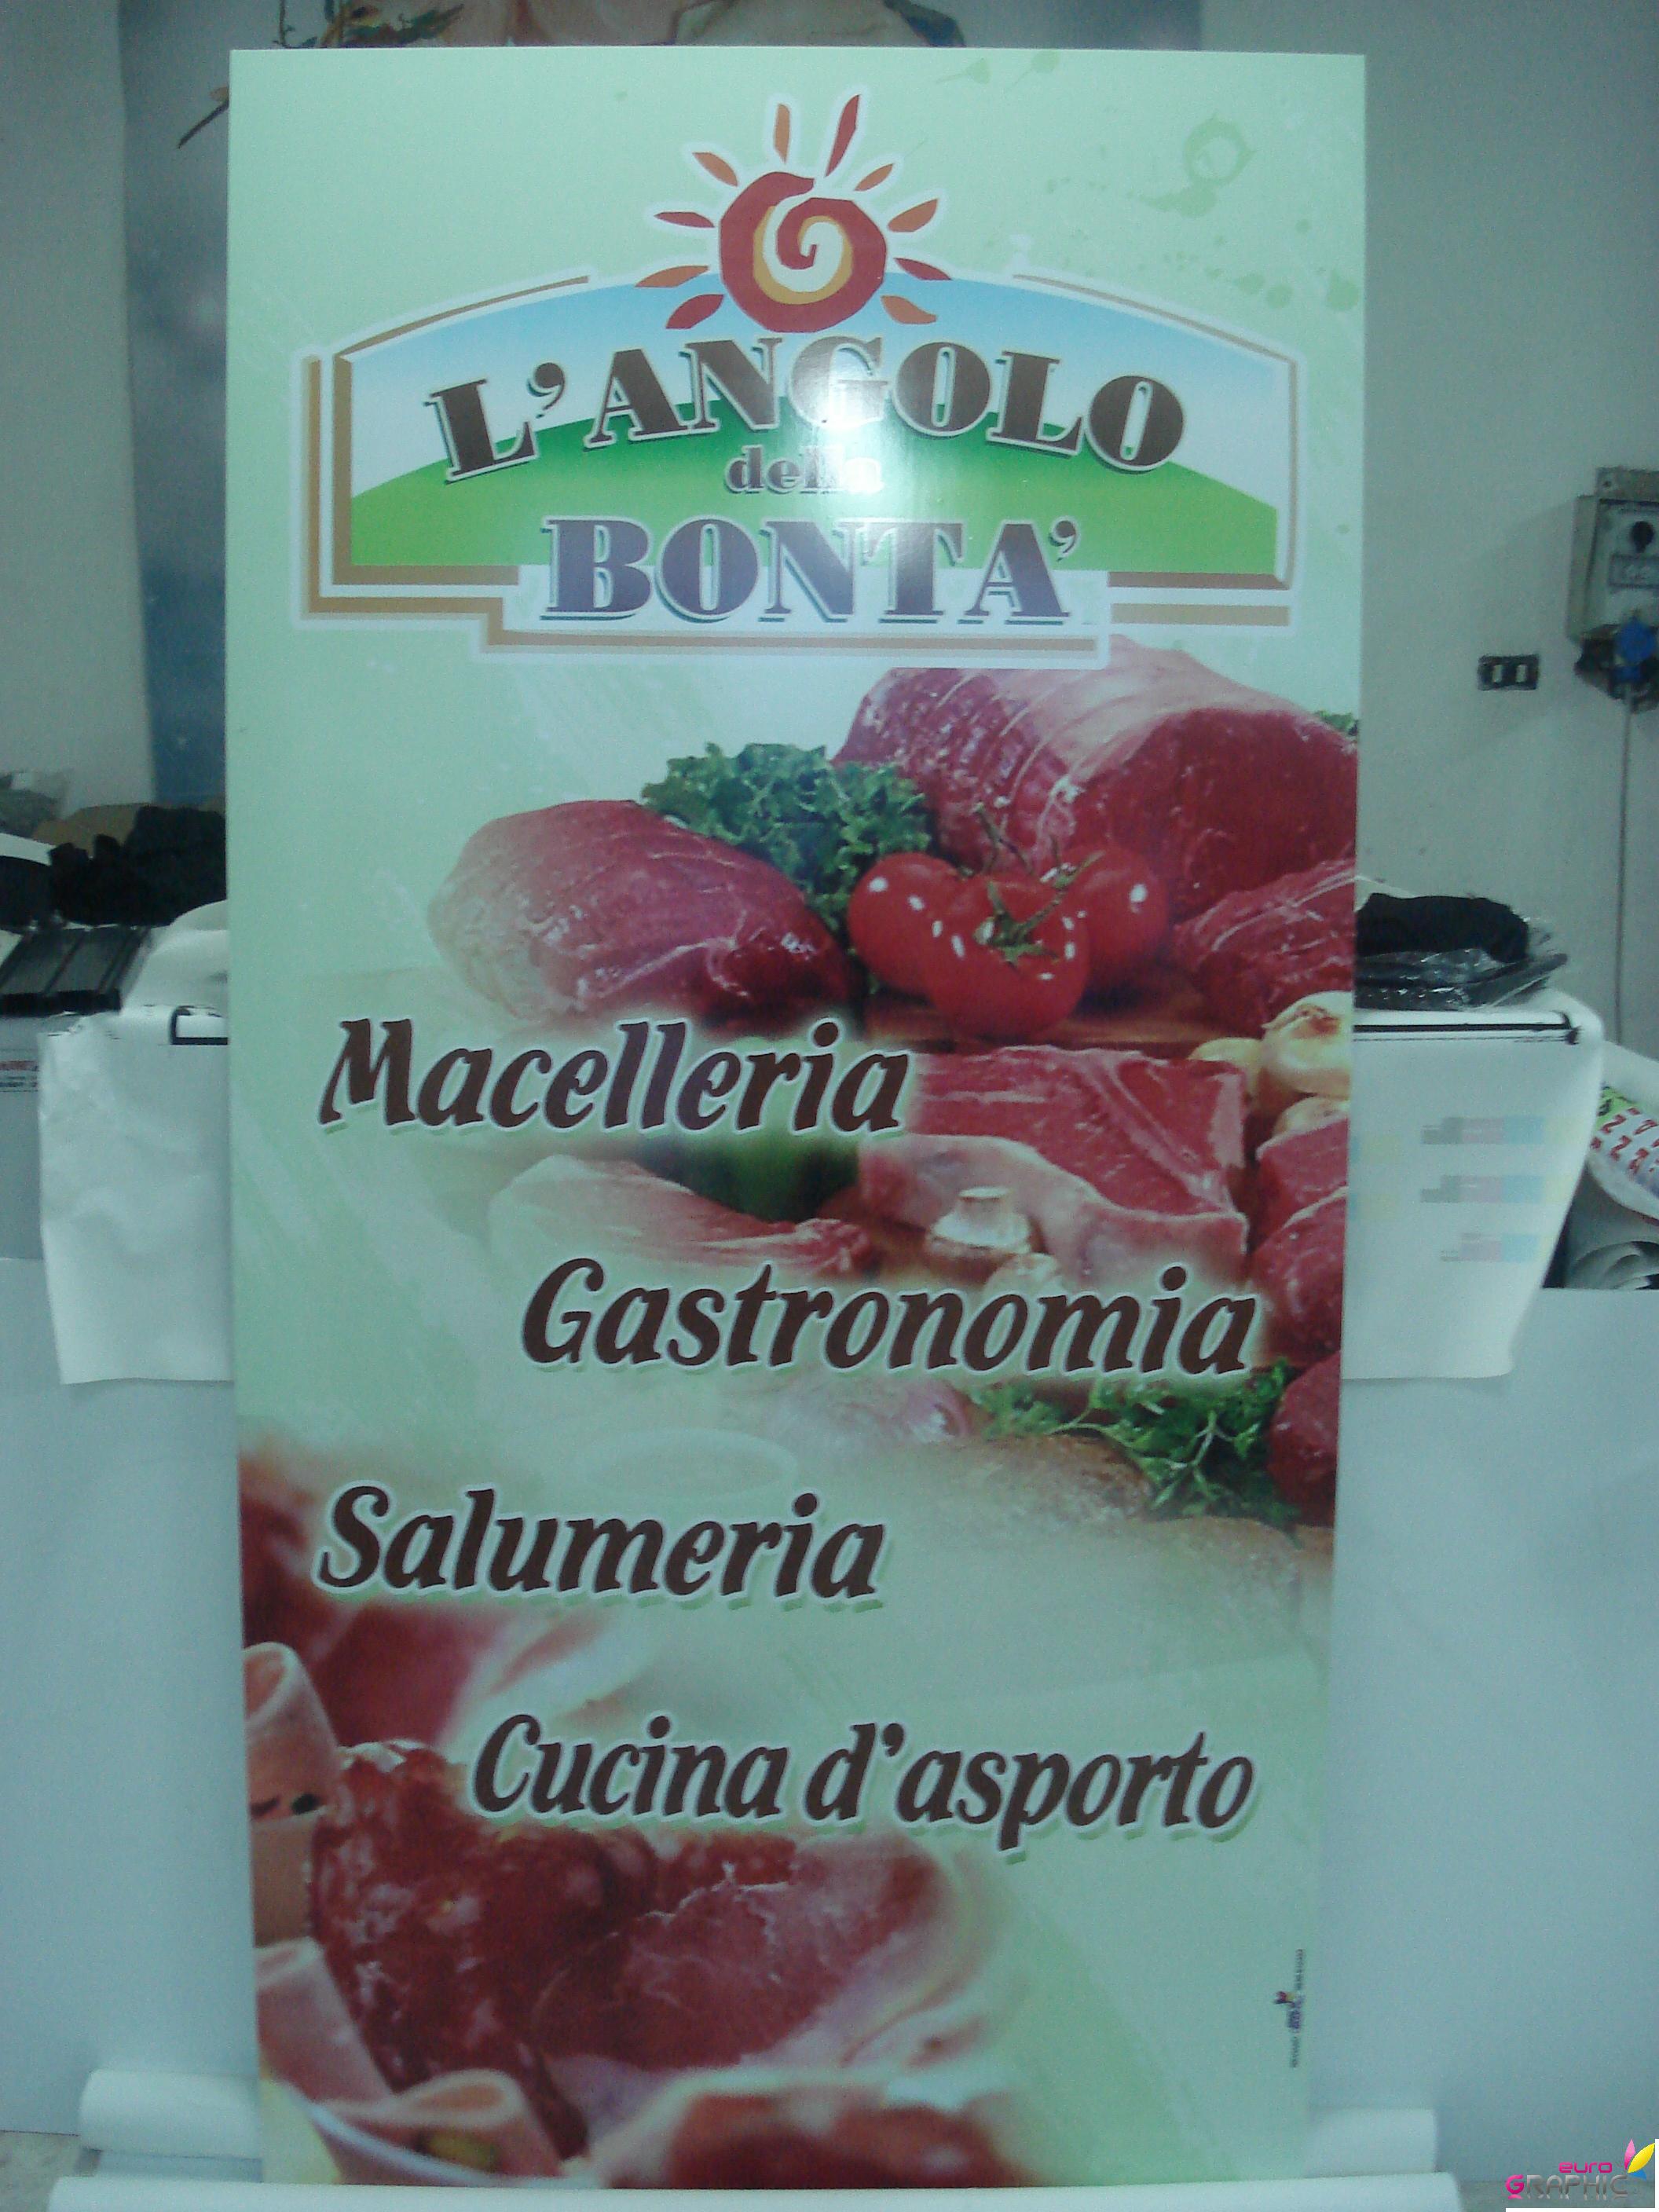 L'ANGOLO
della
BONTA'
Macelleria
Gastronomia
Salumeria
Cucina d'asporto
euro
GRAPHIC